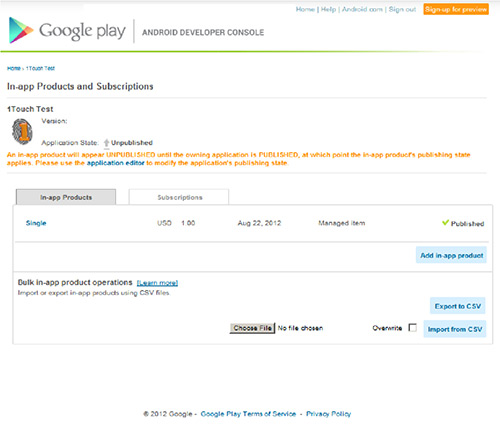 Home | Help | Android.com | Sign out Sign-up for preview
Google play ANDROID DEVELOPER CONSOLE
Home › 1Touch Test
In-app Products and Subscriptions
1Touch Test
Version:
Application State: Unpublished
An in-app product will appear UNPUBLISHED until the owning application is PUBLISHED, at which point the in-app product's publishing state
applies. Please use the application editor to modify the application's publishing state.
In-app Products Subscriptions
Single USD 1.00 Aug 22, 2012 Managed item Published
Add in-app product
Bulk in-app product operations [Learn more]
Import or export in-app products using CSV files.
Export to CSV
Choose File No file chosen Overwrite Import from CSV
© 2012 Google - Google Play Terms of Service - Privacy Policy